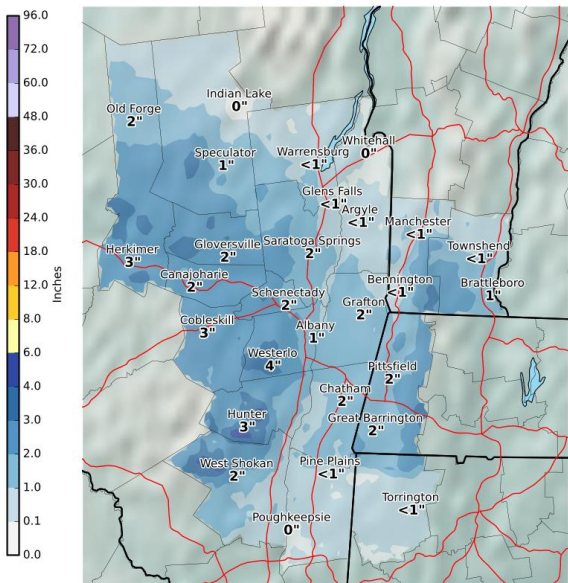 96.0
72.0
60.0
48.0
36.0
30.0
24.0
18.0
12.0
8.0
6.0
4.0
3.0
2.0
1.0
0.1
0.0
Inches
Indian Lake
0"
Old Forge
2"
Speculator
1"
Warrensburg
<1"
Whitehall
0"
Glens Falls
<1"
Argyle
<1"
Manchester
<1"
Townshend
<1"
Herkimer
3"
Gloversville
2"
Saratoga Springs
2"
Canajoharie
2"
Schenectady
2"
Bennington
<1"
Brattleboro
1"
Grafton
2"
Cobleskill
3"
Albany
1"
Westerlo
4"
Pittsfield
2"
Chatham
2"
Hunter
3"
Great Barrington
2"
West Shokan
2"
Pine Plains
<1"
Torrington
<1"
Poughkeepsie
0"